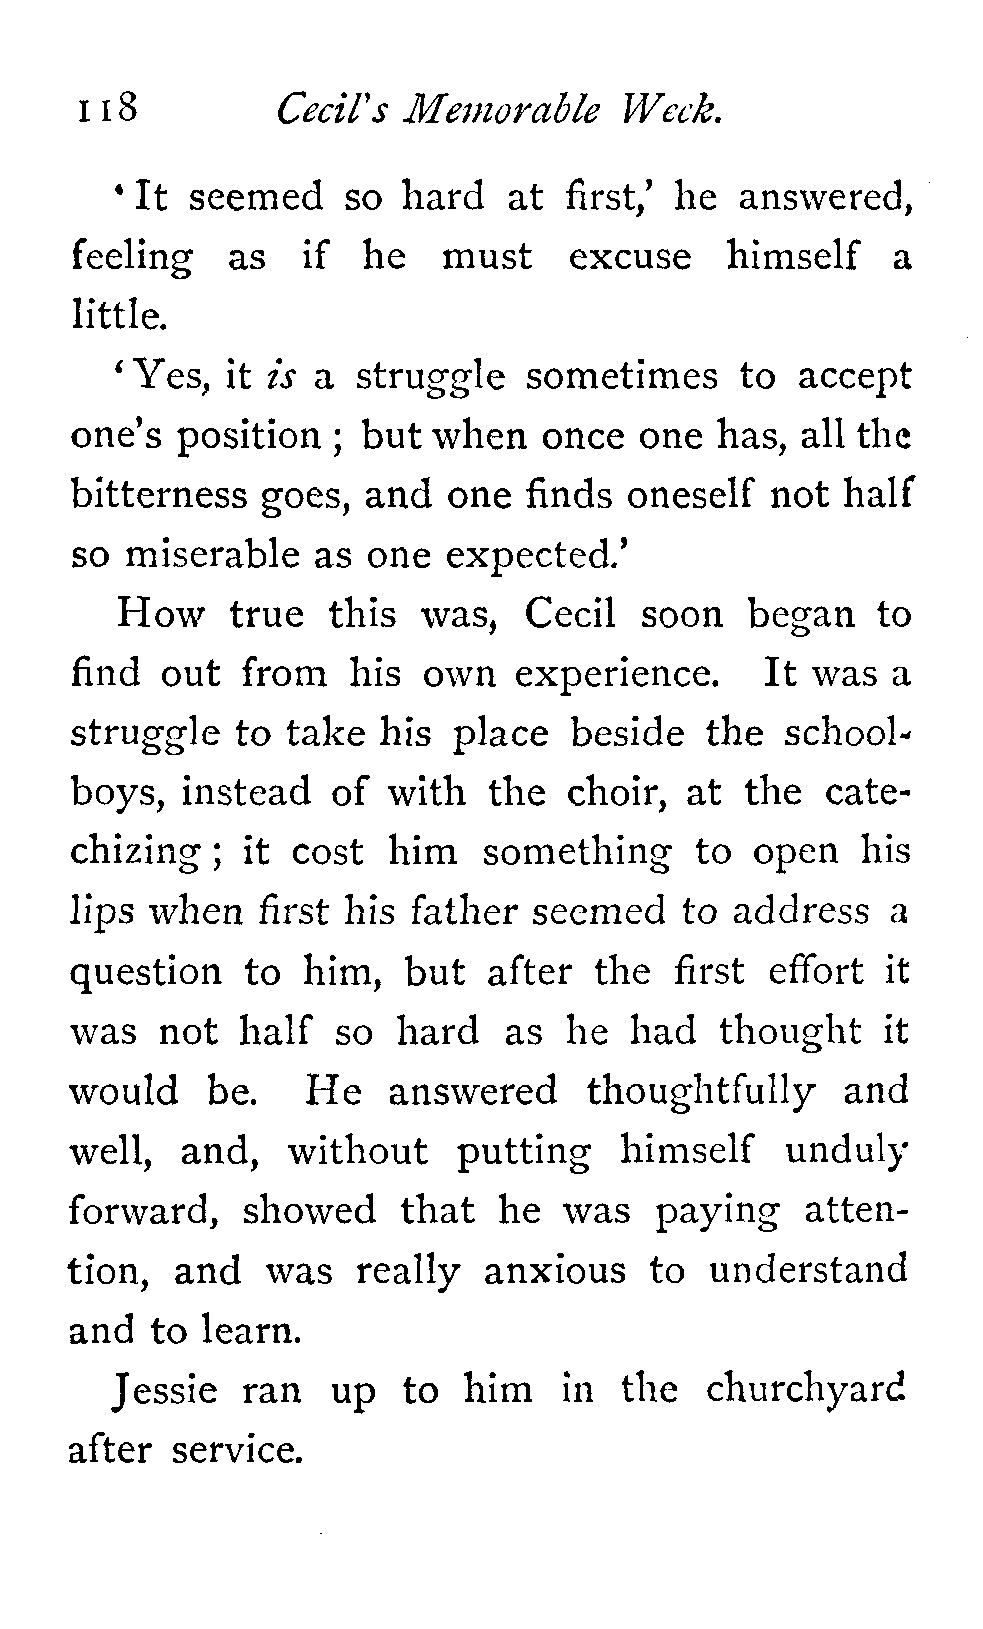 118 Cecil's Memorable Week.
‘It seemed so hard at first,’ he answered,
feeling as if he must excuse himself a
little.
‘Yes, it is a struggle sometimes to accept
one's position ; but when once one has, all the
bitterness goes, and one finds oneself not half
so miserable as one expected.’
How true this was, Cecil soon began to
find out from his own experience. It was a
struggle to take his place beside the school-
boys, instead of with the choir, at the cate-
chizing ; it cost him something to open his
lips when first his father seemed to address a
question to him, but after the first effort it
was not half so hard as he had thought it
would be. He answered thoughtfully and
well, and, without putting himself unduly
forward, showed that he was paying atten-
tion, and was really anxious to understand
and to learn.
Jessie ran up to him in the churchyard
after service.